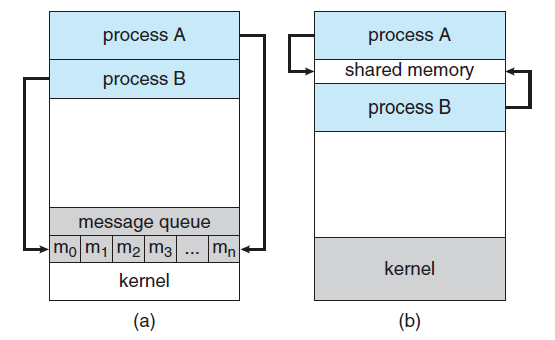 process A
process B
message queue
m0 m1 m2 m3 ... mn
kernel
(a)
process A
shared memory
process B
kernel
(b)